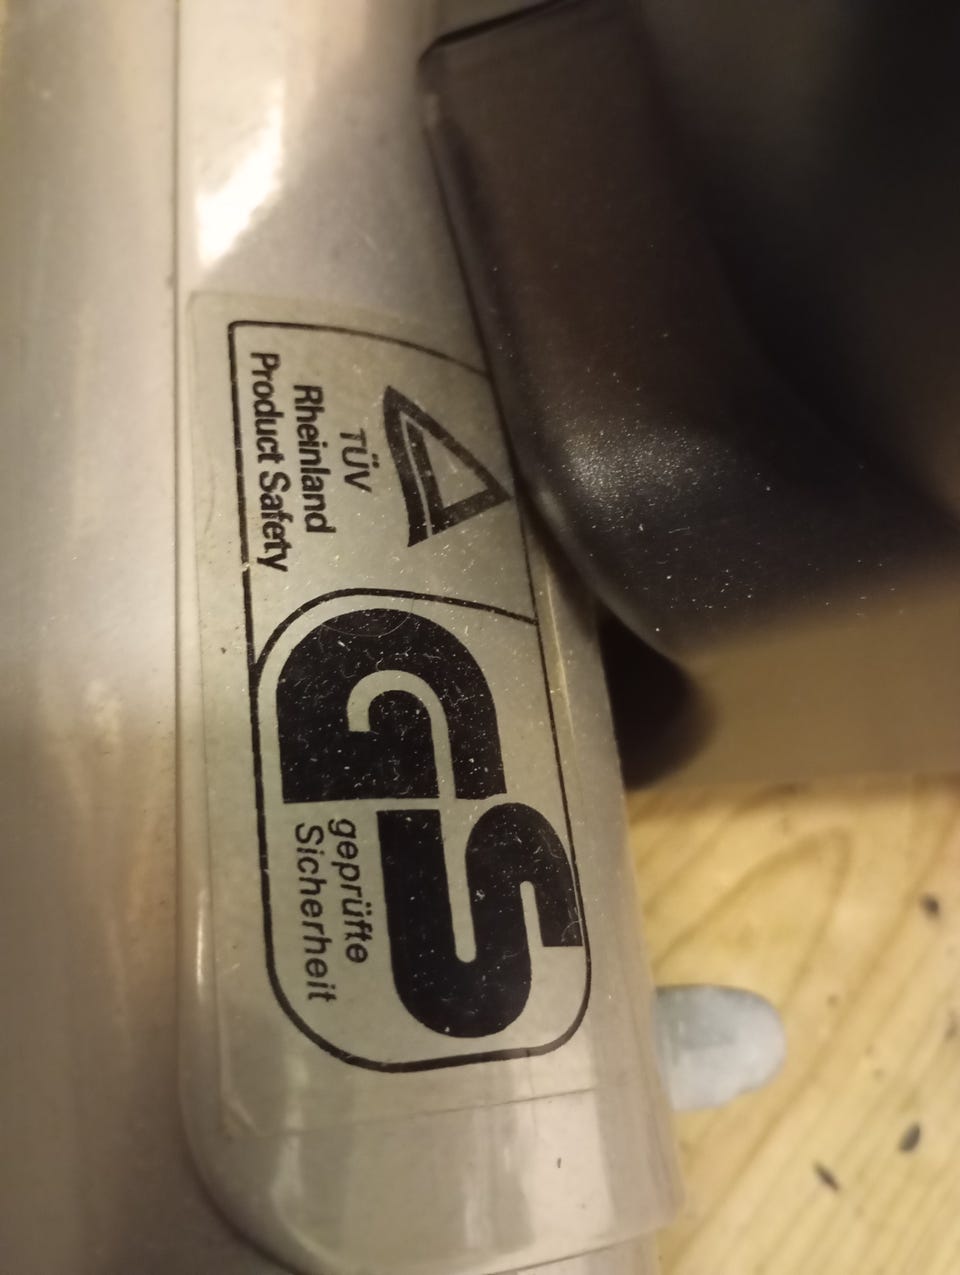 TÜV
Rheinland
Product Safety
GS
geprüfte
Sicherheit